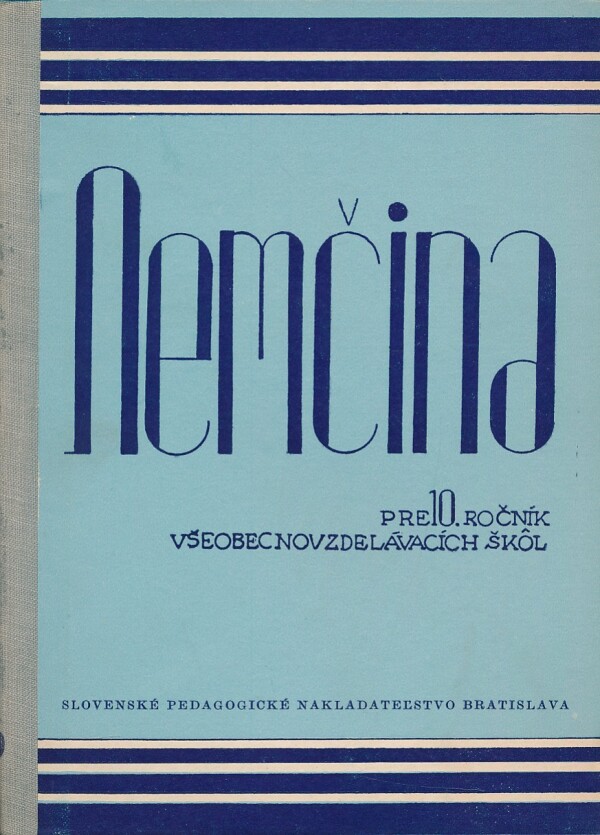 Nemčina
PRE 10. ROČNÍK
VŠEOBECNOVZDELÁVACÍCH ŠKÔL
SLOVENSKÉ PEDAGOGICKÉ NAKLADATEĽSTVO BRATISLAVA